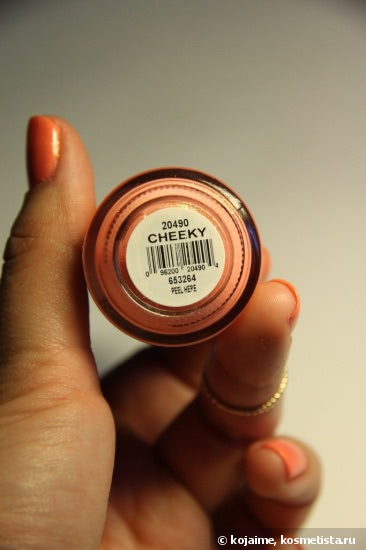 20490
CHEEKY
0 96200 20490 4
653264
PEEL HERE
© kojaime, kosmetista.ru